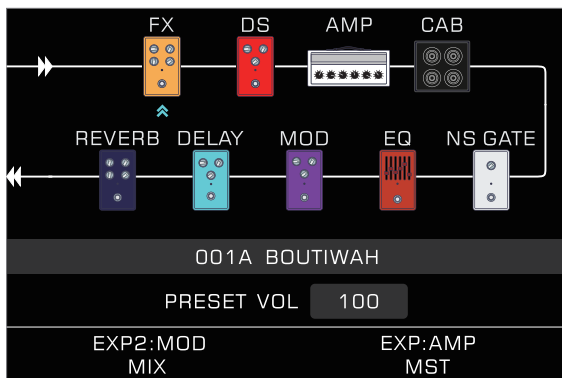 FX DS AMP CAB
REVERB DELAY MOD EQ NS GATE
001A BOUTIWAH
PRESET VOL 100
EXP2:MOD EXP:AMP
MIX MST